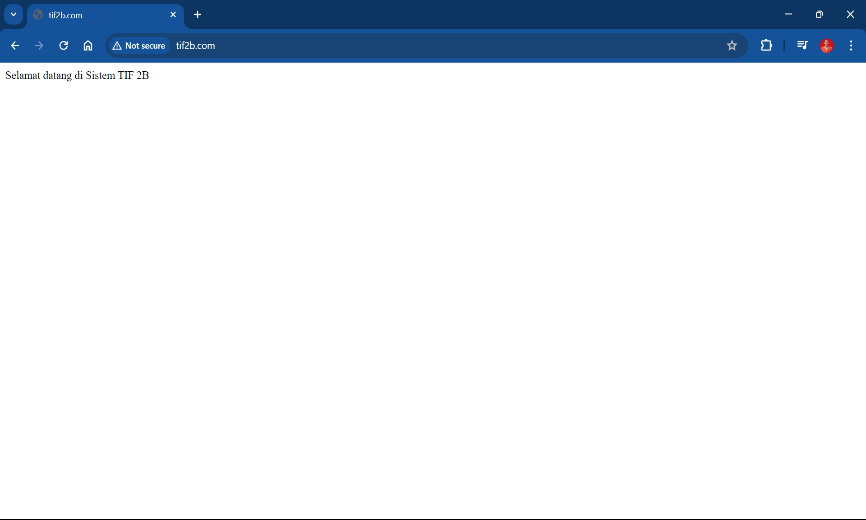 tif2b.com
Not secure
tif2b.com
Selamat datang di Sistem TIF 2B